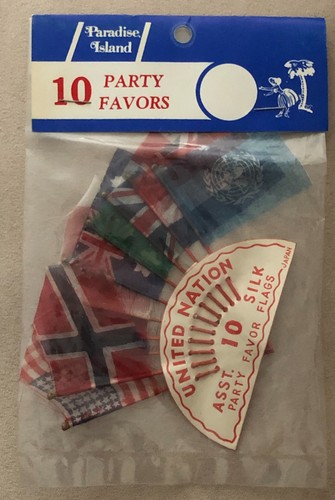 Paradise
Island
10 PARTY
FAVORS
UNITED NATION
ASST. 10 SILK
PARTY FAVOR FLAGS
JAPAN